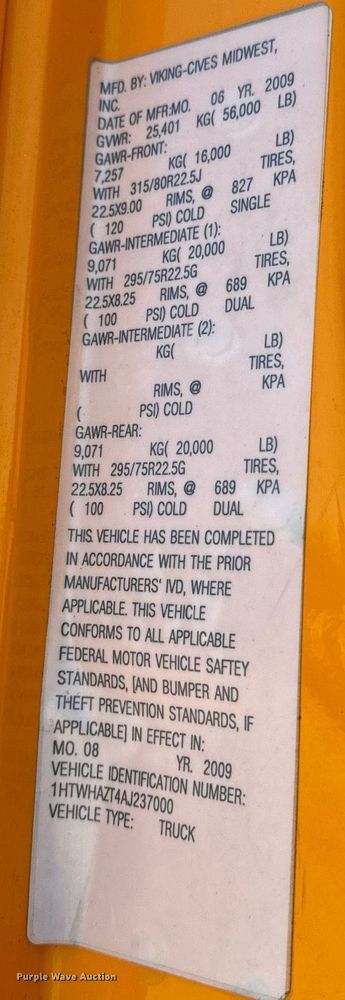 MFD. BY: VIKING-CIVES MIDWEST,
INC.
DATE OF MFR:MO. 06 YR. 2009
GVWR: 25,401 KG( 56,000 LB)
GAWR-FRONT:
7,257 KG( 16,000 LB)
WITH 315/80R22.5J TIRES,
22.5X9.00 RIMS, @ 827 KPA
( 120 PSI) COLD SINGLE
GAWR-INTERMEDIATE (1):
9,071 KG( 20,000 LB)
WITH 295/75R22.5G TIRES,
22.5X8.25 RIMS, @ 689 KPA
( 100 PSI) COLD DUAL
GAWR-INTERMEDIATE (2):
KG( LB)
WITH TIRES,
RIMS, @ KPA
( PSI) COLD
GAWR-REAR:
9,071 KG( 20,000 LB)
WITH 295/75R22.5G TIRES,
22.5X8.25 RIMS, @ 689 KPA
( 100 PSI) COLD DUAL
THIS VEHICLE HAS BEEN COMPLETED
IN ACCORDANCE WITH THE PRIOR
MANUFACTURERS' IVD, WHERE
APPLICABLE. THIS VEHICLE
CONFORMS TO ALL APPLICABLE
FEDERAL MOTOR VEHICLE SAFTEY
STANDARDS, [AND BUMPER AND
THEFT PREVENTION STANDARDS, IF
APPLICABLE] IN EFFECT IN:
MO. 08 YR. 2009
VEHICLE IDENTIFICATION NUMBER:
1HTWHAZT4AJ237000
VEHICLE TYPE: TRUCK
Purple Wave Auction